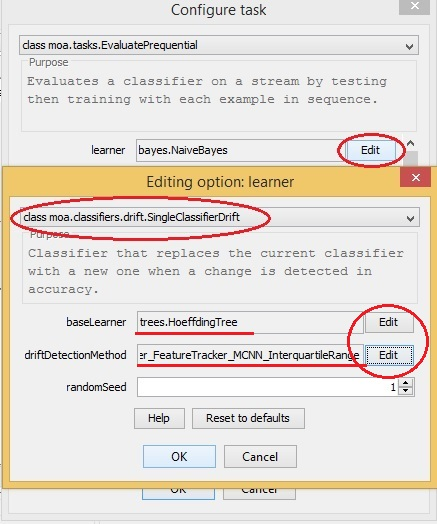 Configure task
class moa.tasks.EvaluatePrequential
Purpose
Evaluates a classifier on a stream by testing
then training with each example in sequence.
learner bayes.NaiveBayes Edit
Editing option: learner
class moa.classifiers.drift.SingleClassifierDrift
Purpose
Classifier that replaces the current classifier
with a new one when a change is detected in
accuracy.
baseLearner trees.HoeffdingTree Edit
driftDetectionMethod er_FeatureTracker_MCNN_InterquartileRange Edit
randomSeed 1
Help Reset to defaults
OK Cancel
OK Cancel